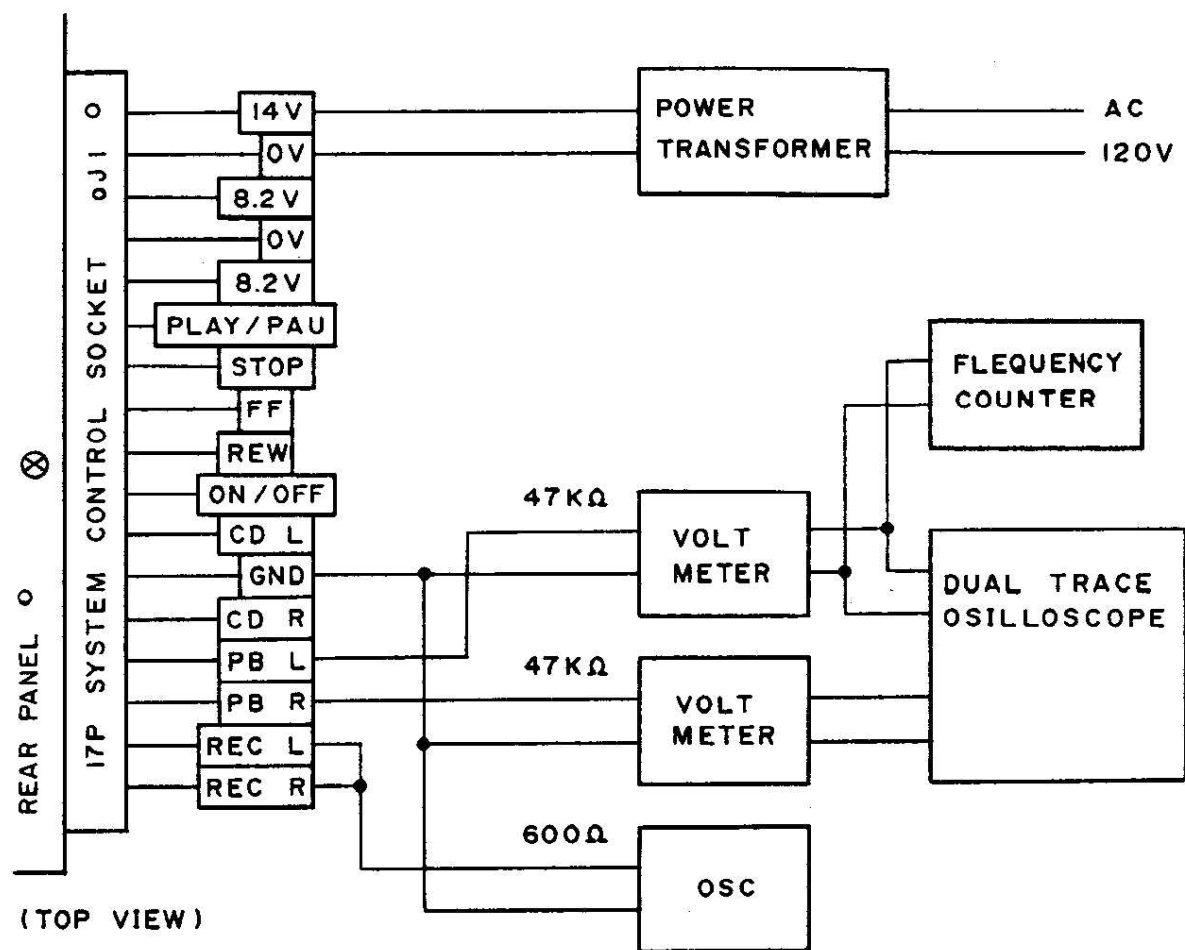 REAR PANEL
17P SYSTEM CONTROL SOCKET oJ1
14V
0V
8.2V
0V
8.2V
PLAY/PAU
STOP
FF
REW
ON/OFF
CD L
GND
CD R
PB L
PB R
REC L
REC R
POWER
TRANSFORMER
AC
120V
FLEQUENCY
COUNTER
47KΩ
VOLT
METER
DUAL TRACE
OSILLOSCOPE
47KΩ
VOLT
METER
600Ω
OSC
(TOP VIEW)